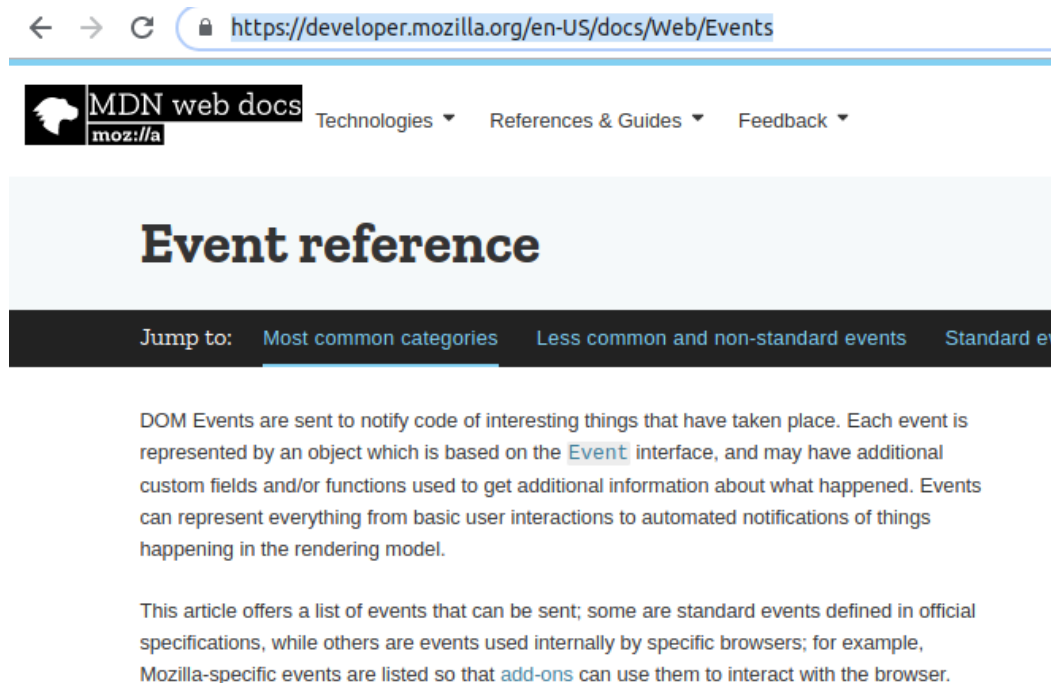 https://developer.mozilla.org/en-US/docs/Web/Events
MDN web docs
moz://a
Technologies ▼ References & Guides ▼ Feedback ▼
Event reference
Jump to: Most common categories Less common and non-standard events Standard
DOM Events are sent to notify code of interesting things that have taken place. Each event is
represented by an object which is based on the Event interface, and may have additional
custom fields and/or functions used to get additional information about what happened. Events
can represent everything from basic user interactions to automated notifications of things
happening in the rendering model.
This article offers a list of events that can be sent; some are standard events defined in official
specifications, while others are events used internally by specific browsers; for example,
Mozilla-specific events are listed so that add-ons can use them to interact with the browser.